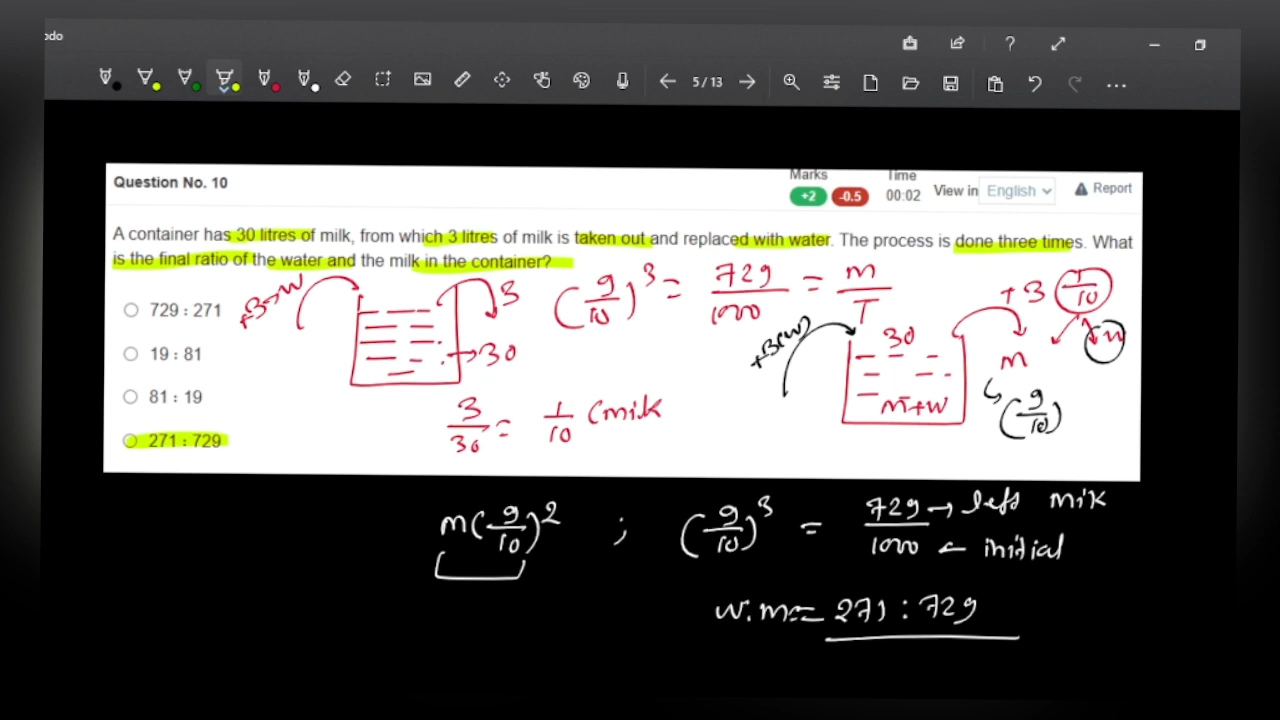 odo
5 / 13
Question No. 10
Marks
+2 -0.5
Time
00:02
View in English
Report
A container has 30 litres of milk, from which 3 litres of milk is taken out and replaced with water. The process is done three times. What
is the final ratio of the water and the milk in the container?
729 : 271
19 : 81
81 : 19
271 : 729
+3→W
3
→30
3/30 = 1/10 (milk
(9/10)³ = 729/1000 = m/T
+3(w)
30
m+w
+3 (1/10)
m
w
(9/10)
m(9/10)² ; (9/10)³ = 729 → left milk
1000 ← initial
w:m = 271 : 729